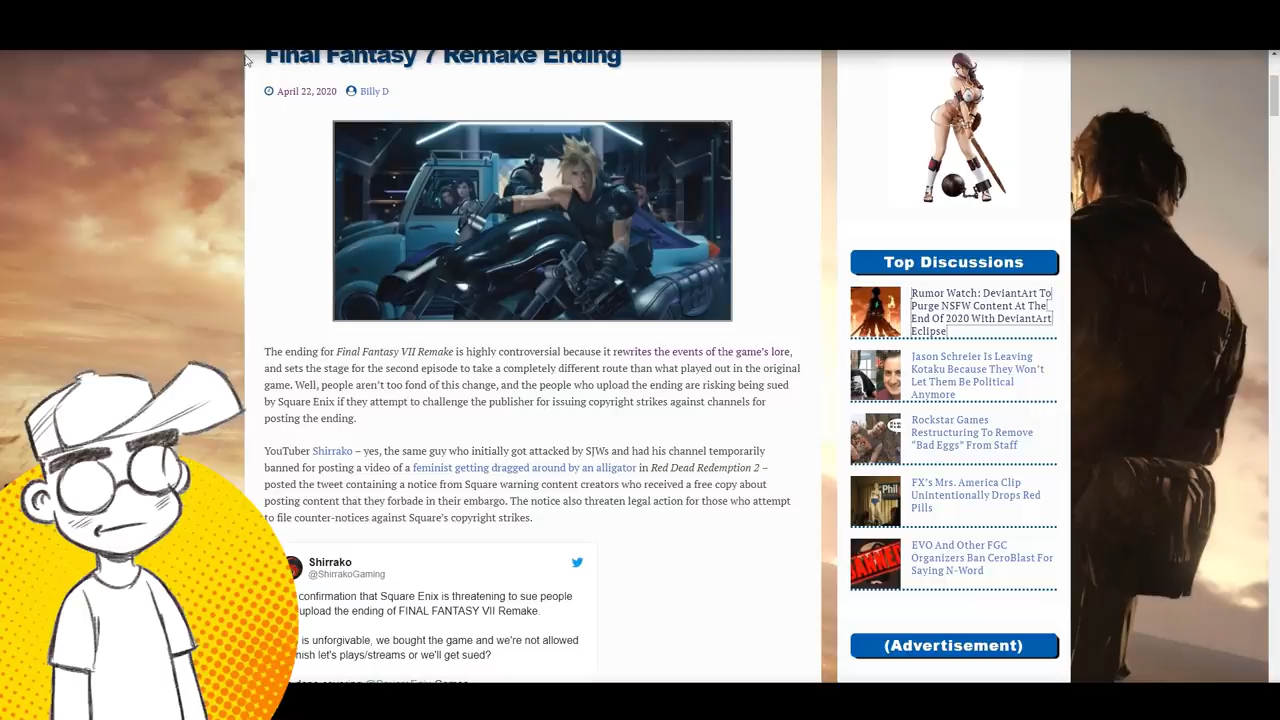 Final Fantasy 7 Remake Ending
April 22, 2020 Billy D
The ending for Final Fantasy VII Remake is highly controversial because it rewrites the events of the game's lore,
and sets the stage for the second episode to take a completely different route than what played out in the original
game. Well, people aren't too fond of this change, and the people who upload the ending are risking being sued
by Square Enix if they attempt to challenge the publisher for issuing copyright strikes against channels for
posting the ending.
YouTuber Shirrako – yes, the same guy who initially got attacked by SJWs and had his channel temporarily
banned for posting a video of a feminist getting dragged around by an alligator in Red Dead Redemption 2 –
posted the tweet containing a notice from Square warning content creators who received a free copy about
posting content that they forbade in their embargo. The notice also threaten legal action for those who attempt
to file counter-notices against Square's copyright strikes.
Shirrako
@ShirrakoGaming
confirmation that Square Enix is threatening to sue people
upload the ending of FINAL FANTASY VII Remake.
is unforgivable, we bought the game and we're not allowed
let's plays/streams or we'll get sued?
Top Discussions
Rumor Watch: DeviantArt To
Purge NSFW Content At The
End Of 2020 With DeviantArt
Eclipse
Jason Schreier Is Leaving
Kotaku Because They Won't
Let Them Be Political
Anymore
Rockstar Games
Restructuring To Remove
"Bad Eggs" From Staff
Phil
FX's Mrs. America Clip
Unintentionally Drops Red
Pills
BANNED
EVO And Other FGC
Organizers Ban CeroBlast For
Saying N-Word
(Advertisement)